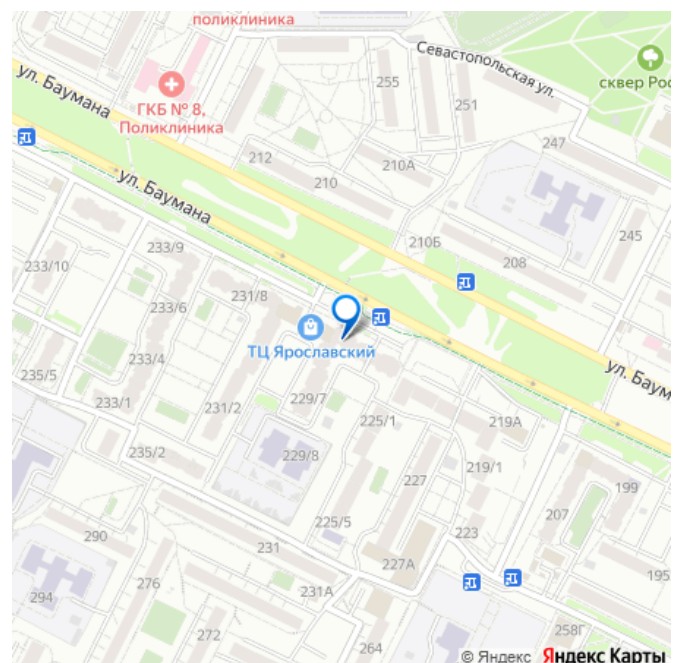 поликлиника
Севастопольская ул.
сквер Рос
ул. Баумана
ГКБ № 8,
Поликлиника
255
251
247
212
210А
210
ул. Баумана
245
233/9
210Б
208
233/10
233/6
231/8
ТЦ Ярославский
233/4
ул. Баум
235/5
233/1
231/2
229/7
225/1
219А
235/2
229/8
227
219/1
199
225/5
223
207
290
231
227А
195
294
276
231А
272
264
258Г
© Яндекс Яндекс Карты